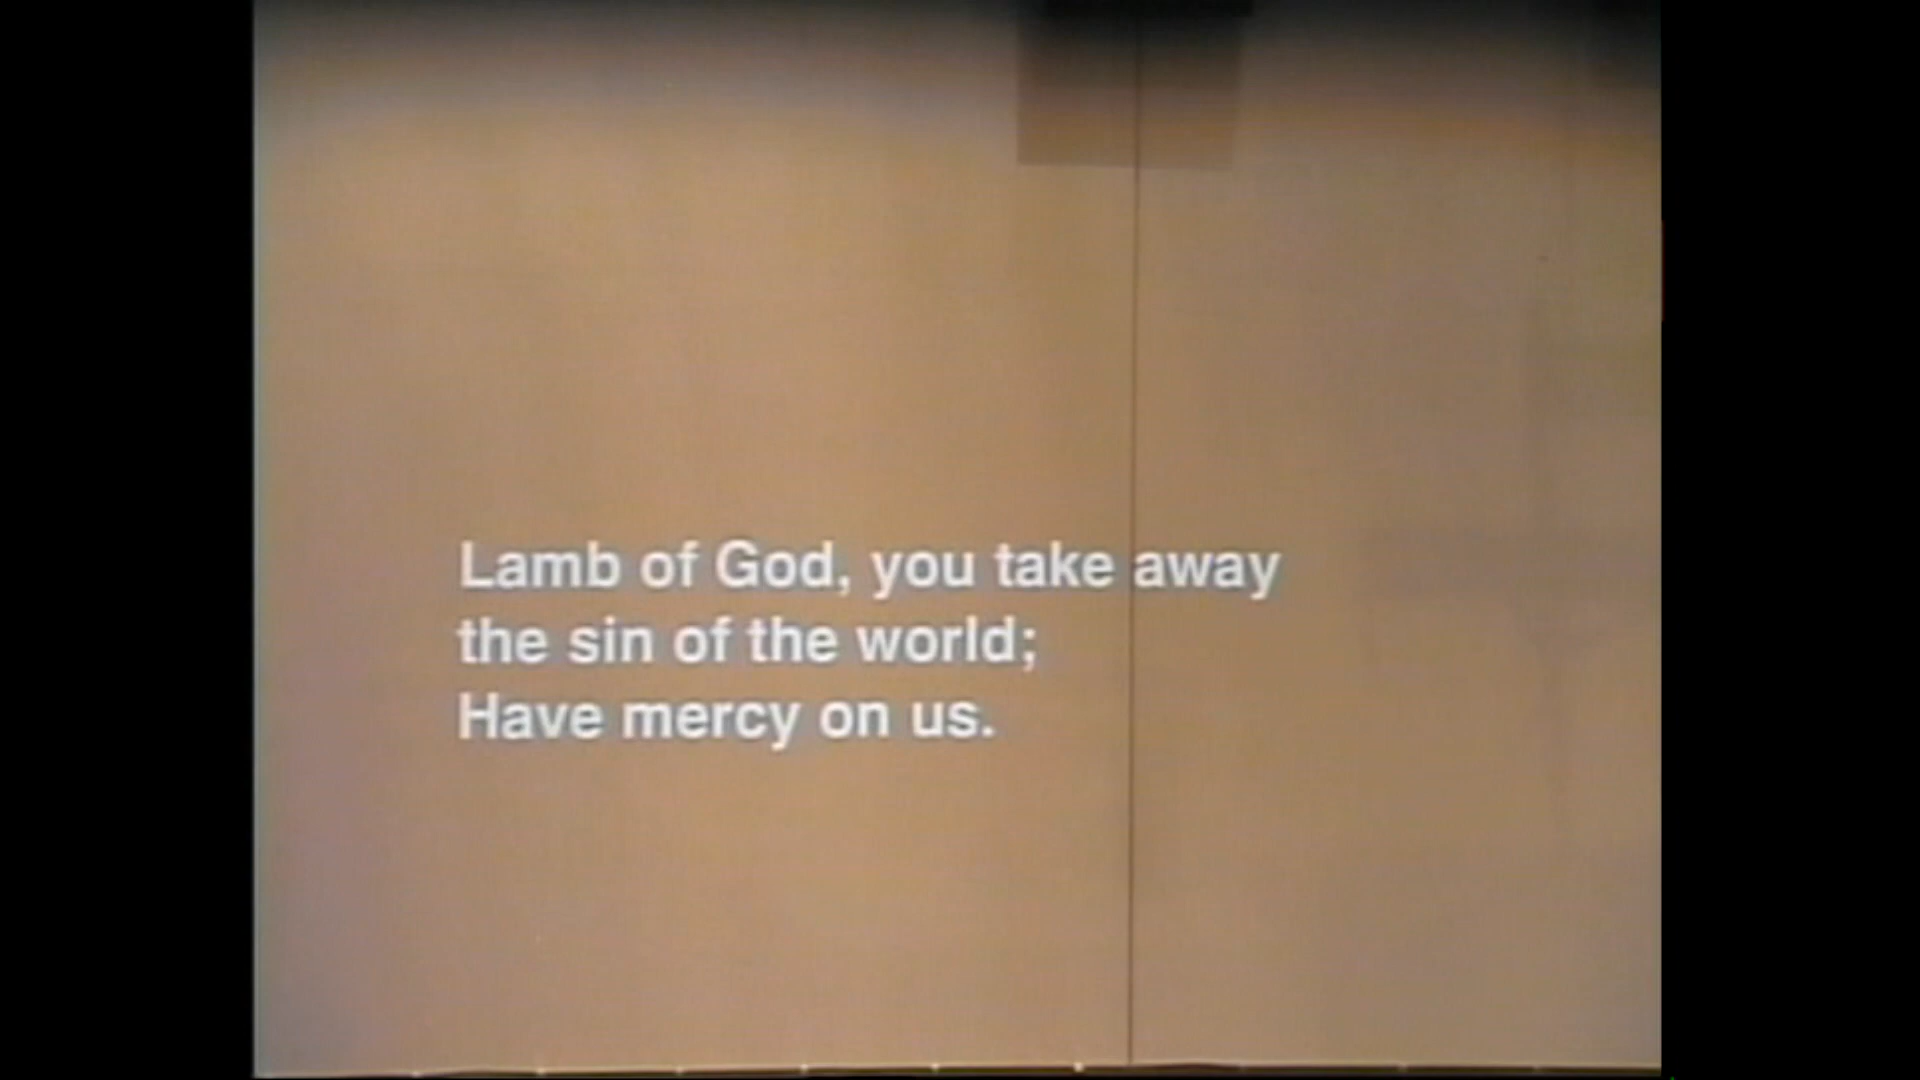 Lamb of God, you take away
the sin of the world;
Have mercy on us.